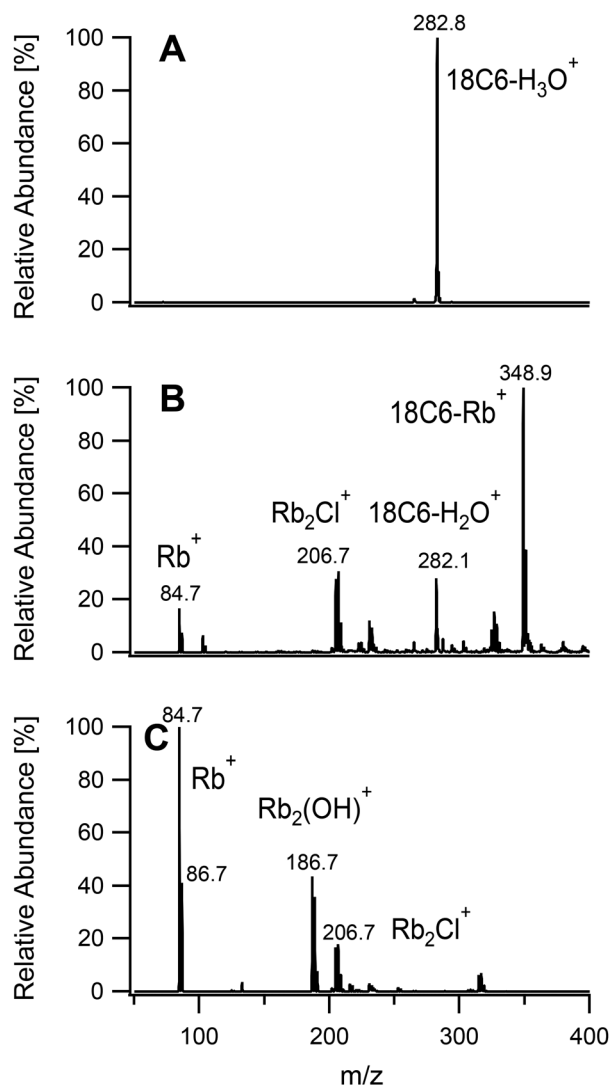 A
282.8
18C6-H₃O⁺
Relative Abundance [%]
100
80
60
40
20
0
B
348.9
18C6-Rb⁺
Rb₂Cl⁺
18C6-H₂O⁺
Rb⁺
206.7
282.1
84.7
Relative Abundance [%]
100
80
60
40
20
0
C
84.7
Rb⁺
Rb₂(OH)⁺
86.7
186.7
206.7
Rb₂Cl⁺
Relative Abundance [%]
100
80
60
40
20
0
100 200 300 400
m/z